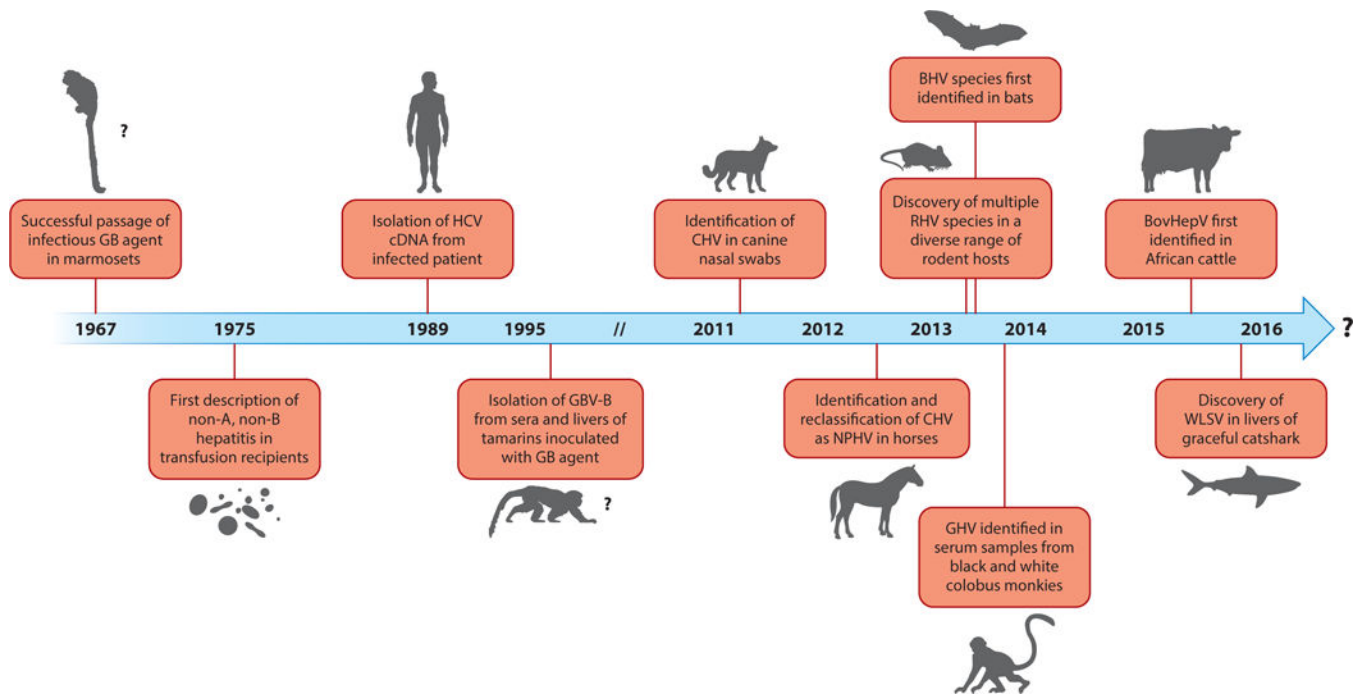 BHV species first
identified in bats
?
Successful passage of
infectious GB agent
in marmosets
Isolation of HCV
cDNA from
infected patient
Identification of
CHV in canine
nasal swabs
Discovery of multiple
RHV species in a
diverse range of
rodent hosts
BovHepV first
identified in
African cattle
1967 1975 1989 1995 // 2011 2012 2013 2014 2015 2016 ?
First description of
non-A, non-B
hepatitis in
transfusion recipients
Isolation of GBV-B
from sera and livers of
tamarins inoculated
with GB agent
?
Identification and
reclassification of CHV
as NPHV in horses
Discovery of
WLSV in livers of
graceful catshark
GHV identified in
serum samples from
black and white
colobus monkies